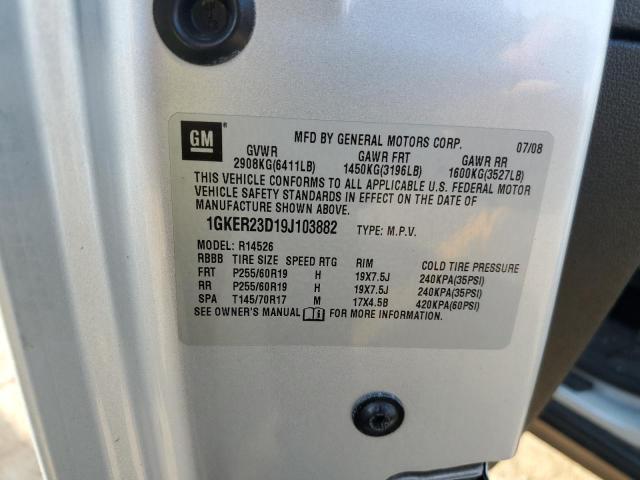 GM ® MFD BY GENERAL MOTORS CORP. 07/08
GVWR GAWR FRT GAWR RR
2908KG(6411LB) 1450KG(3196LB) 1600KG(3527LB)
THIS VEHICLE CONFORMS TO ALL APPLICABLE U.S. FEDERAL MOTOR
VEHICLE SAFETY STANDARDS IN EFFECT ON THE DATE OF
MANUFACTURE SHOWN ABOVE.
1GKER23D19J103882 TYPE: M.P.V.
MODEL: R14526
RBBB TIRE SIZE SPEED RTG RIM COLD TIRE PRESSURE
FRT P255/60R19 H 19X7.5J 240KPA(35PSI)
RR P255/60R19 H 19X7.5J 240KPA(35PSI)
SPA T145/70R17 M 17X4.5B 420KPA(60PSI)
SEE OWNER'S MANUAL FOR MORE INFORMATION.